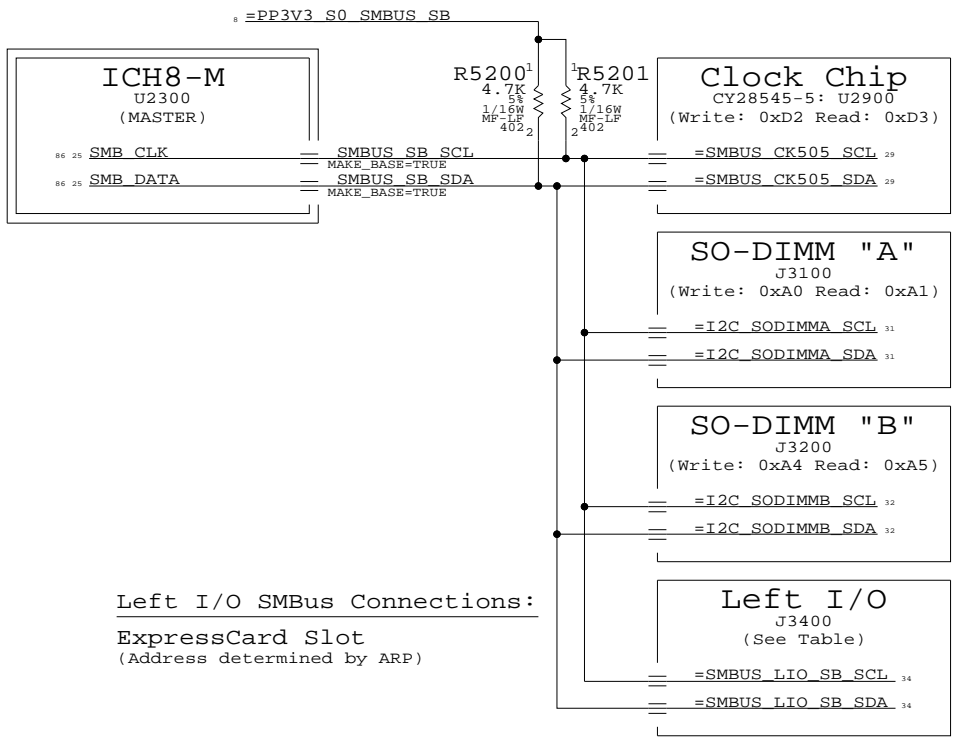 8 =PP3V3_S0_SMBUS_SB
ICH8-M
U2300
(MASTER)
86 25 SMB_CLK
86 25 SMB_DATA
SMBUS_SB_SCL
MAKE_BASE=TRUE
SMBUS_SB_SDA
MAKE_BASE=TRUE
R5200 1
4.7K
5%
1/16W
MF-LF
402 2
1 R5201
4.7K
5%
1/16W
MF-LF
2 402
Clock Chip
CY28545-5: U2900
(Write: 0xD2 Read: 0xD3)
=SMBUS_CK505_SCL 29
=SMBUS_CK505_SDA 29
SO-DIMM "A"
J3100
(Write: 0xA0 Read: 0xA1)
=I2C_SODIMMA_SCL 31
=I2C_SODIMMA_SDA 31
SO-DIMM "B"
J3200
(Write: 0xA4 Read: 0xA5)
=I2C_SODIMMB_SCL 32
=I2C_SODIMMB_SDA 32
Left I/O SMBus Connections:
ExpressCard Slot
(Address determined by ARP)
Left I/O
J3400
(See Table)
=SMBUS_LIO_SB_SCL 34
=SMBUS_LIO_SB_SDA 34